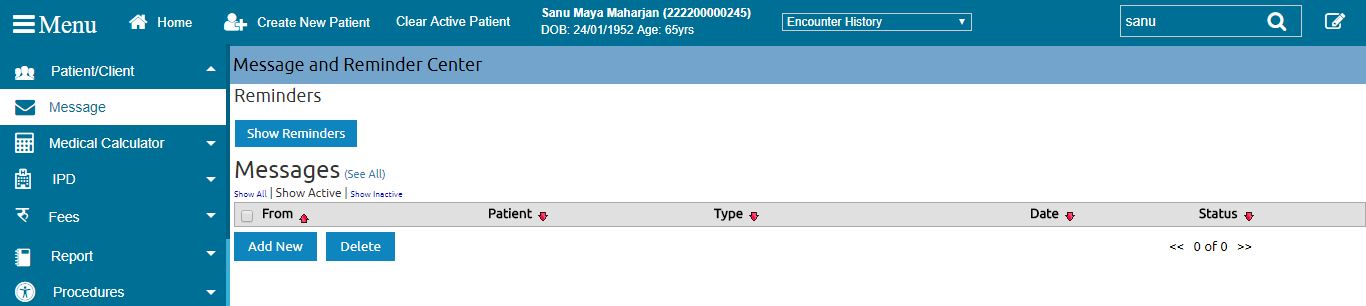 Menu
Home
Create New Patient
Clear Active Patient
Sanu Maya Maharjan (222200000245)
DOB: 24/01/1952 Age: 65yrs
Encounter History
sanu
Patient/Client
Message
Medical Calculator
IPD
रु Fees
Report
Procedures
Message and Reminder Center
Reminders
Show Reminders
Messages (See All)
Show All | Show Active | Show Inactive
From Patient Type Date Status
Add New Delete << 0 of 0 >>